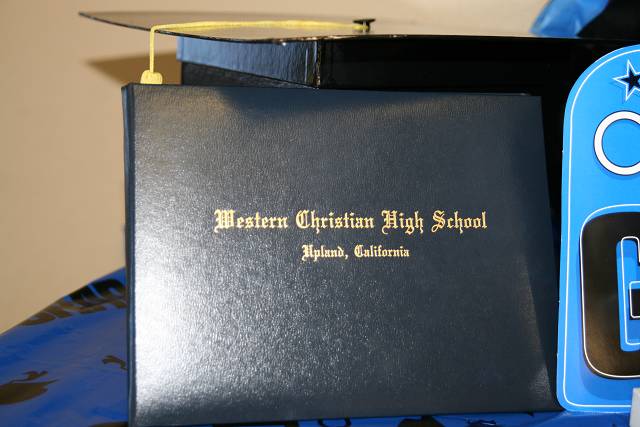 Western Christian High School
Upland, California
G